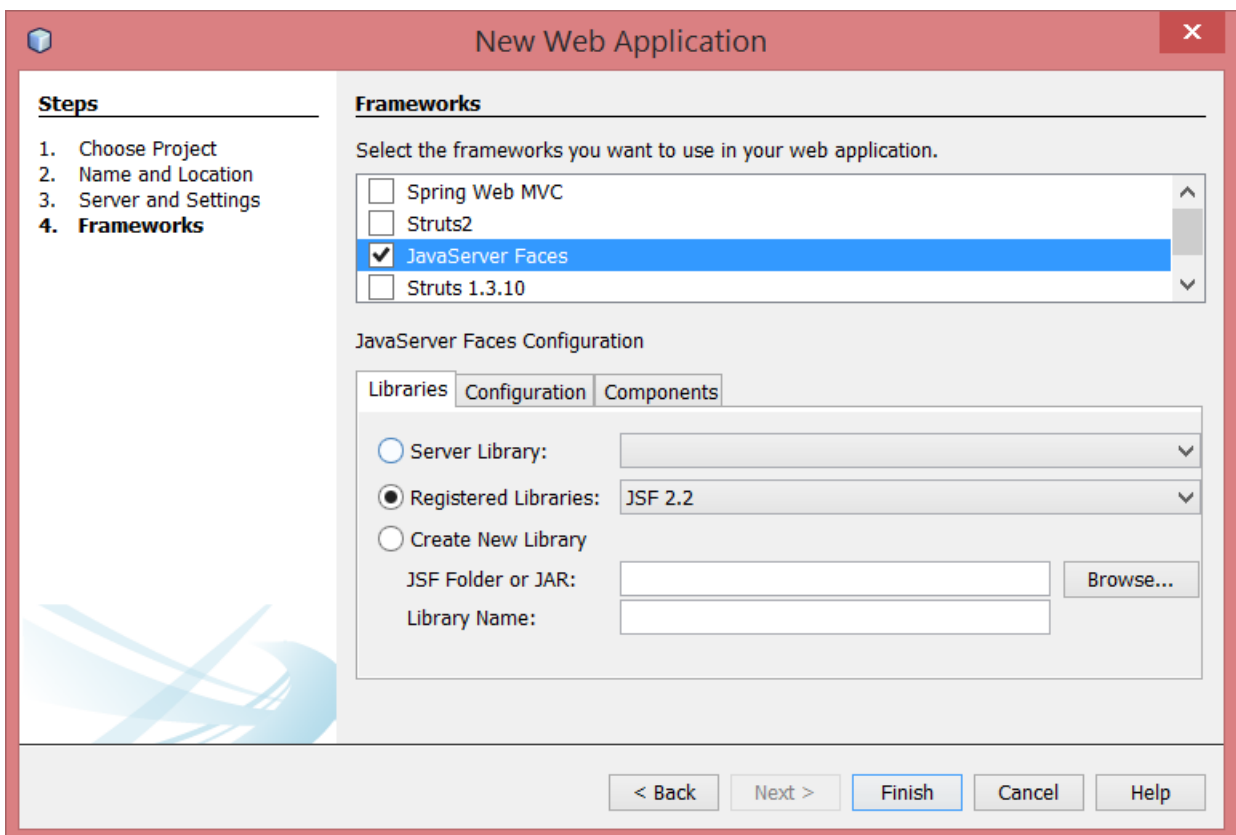 New Web Application
Steps
1. Choose Project
2. Name and Location
3. Server and Settings
4. Frameworks
Frameworks
Select the frameworks you want to use in your web application.
Spring Web MVC
Struts2
JavaServer Faces
Struts 1.3.10
JavaServer Faces Configuration
Libraries Configuration Components
Server Library:
Registered Libraries: JSF 2.2
Create New Library
JSF Folder or JAR: Browse...
Library Name:
< Back Next > Finish Cancel Help